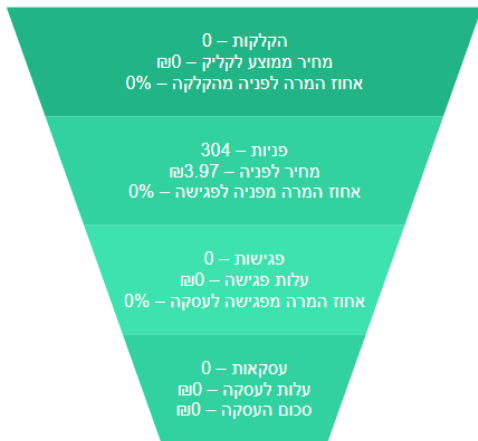 הקלקות – 0
מחיר ממוצע לקליק – 0₪
אחוז המרה לפניה מהקלקה – 0%
פניות – 304
מחיר לפניה – 3.97₪
אחוז המרה מפניה לפגישה – 0%
פגישות – 0
עלות פגישה – 0₪
אחוז המרה מפגישה לעסקה – 0%
עסקאות – 0
עלות לעסקה – 0₪
סכום העסקה – 0₪